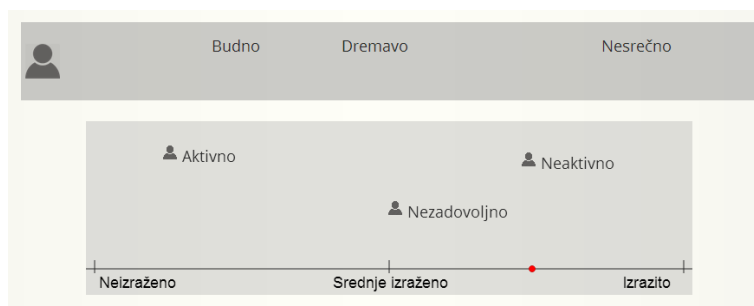 Budno Dremavo Nesrečno
Aktivno
Neaktivno
Nezadovoljno
Neizraženo Srednje izraženo Izrazito